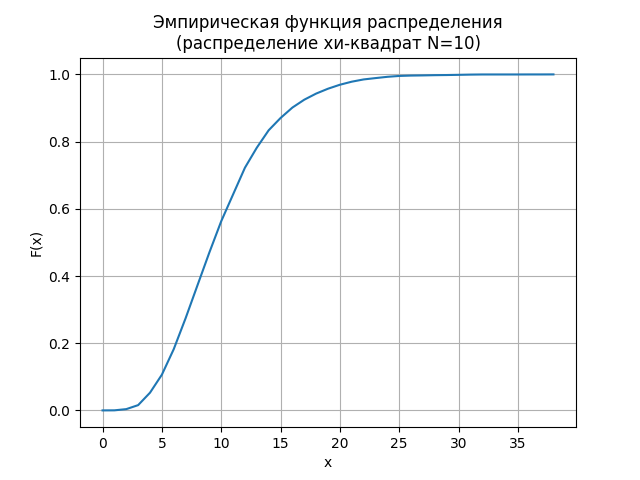 Эмпирическая функция распределения
(распределение хи-квадрат N=10)
1.0
0.8
0.6
0.4
0.2
0.0
F(x)
0 5 10 15 20 25 30 35
x